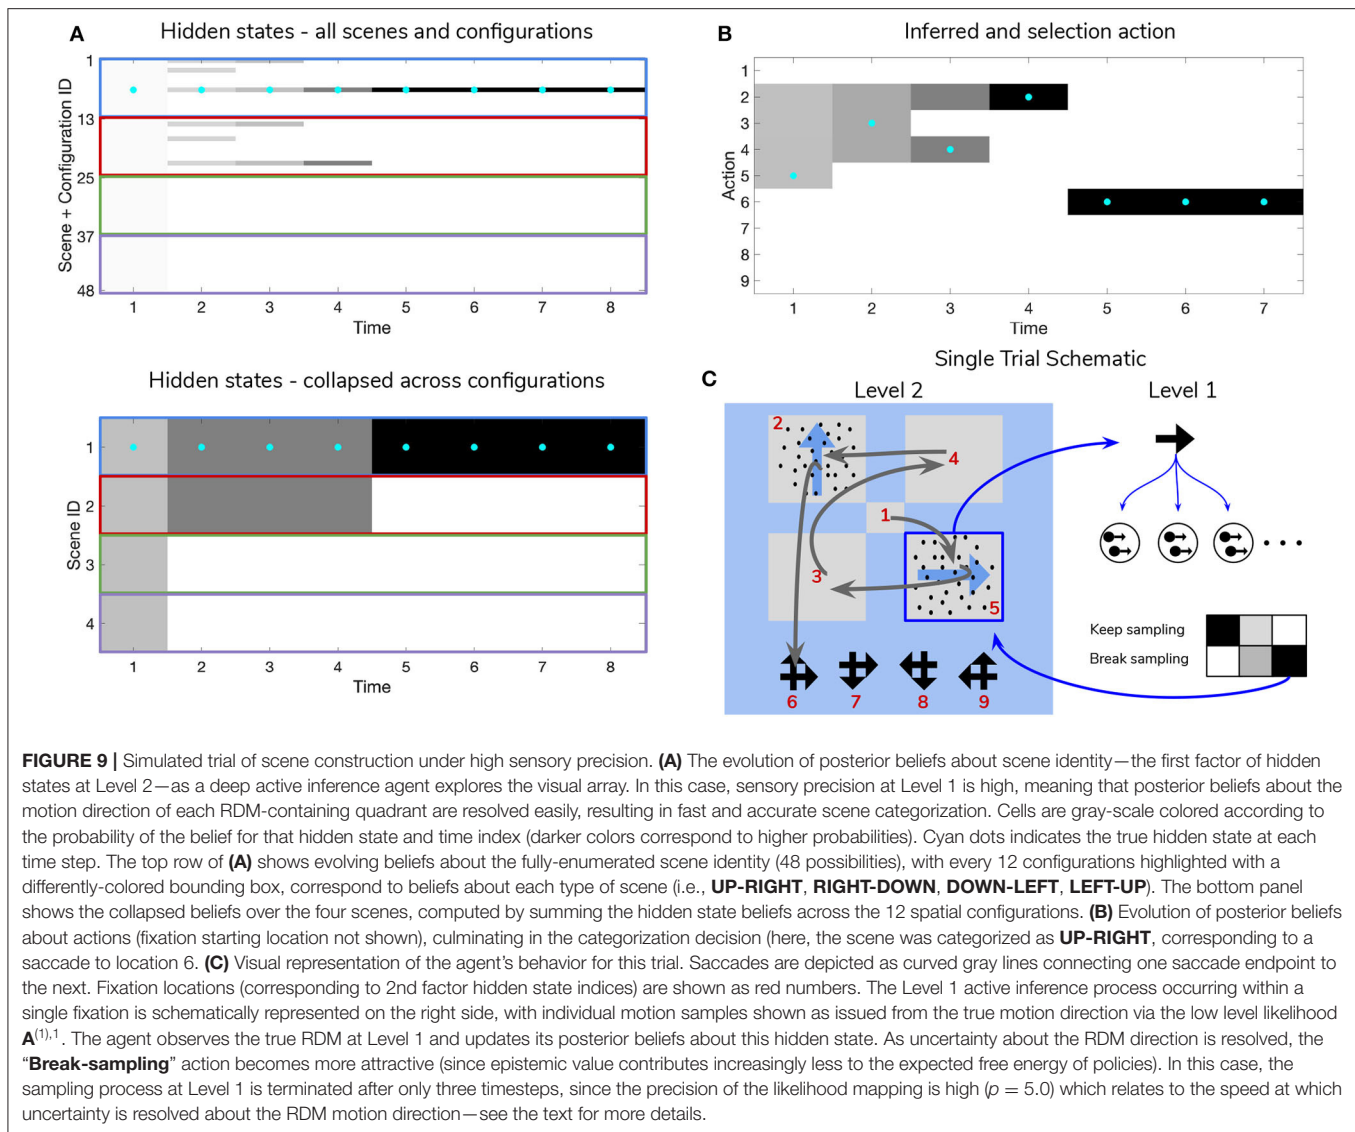 A
Hidden states - all scenes and configurations
Scene + Configuration ID
1
13
25
37
48
1 2 3 4 5 6 7 8
Time
Hidden states - collapsed across configurations
Scene ID
1
2
3
4
1 2 3 4 5 6 7 8
Time
B
Inferred and selection action
Action
1
2
3
4
5
6
7
8
9
1 2 3 4 5 6 7
Time
Single Trial Schematic
C
Level 2
Level 1
2
4
1
3
5
6 7 8 9
Keep sampling
Break sampling
FIGURE 9 | Simulated trial of scene construction under high sensory precision. (A) The evolution of posterior beliefs about scene identity—the first factor of hidden
states at Level 2—as a deep active inference agent explores the visual array. In this case, sensory precision at Level 1 is high, meaning that posterior beliefs about the
motion direction of each RDM-containing quadrant are resolved easily, resulting in fast and accurate scene categorization. Cells are gray-scale colored according to
the probability of the belief for that hidden state and time index (darker colors correspond to higher probabilities). Cyan dots indicates the true hidden state at each
time step. The top row of (A) shows evolving beliefs about the fully-enumerated scene identity (48 possibilities), with every 12 configurations highlighted with a
differently-colored bounding box, correspond to beliefs about each type of scene (i.e., UP-RIGHT, RIGHT-DOWN, DOWN-LEFT, LEFT-UP). The bottom panel
shows the collapsed beliefs over the four scenes, computed by summing the hidden state beliefs across the 12 spatial configurations. (B) Evolution of posterior beliefs
about actions (fixation starting location not shown), culminating in the categorization decision (here, the scene was categorized as UP-RIGHT, corresponding to a
saccade to location 6. (C) Visual representation of the agent's behavior for this trial. Saccades are depicted as curved gray lines connecting one saccade endpoint to
the next. Fixation locations (corresponding to 2nd factor hidden state indices) are shown as red numbers. The Level 1 active inference process occurring within a
single fixation is schematically represented on the right side, with individual motion samples shown as issued from the true motion direction via the low level likelihood
A(1),1. The agent observes the true RDM at Level 1 and updates its posterior beliefs about this hidden state. As uncertainty about the RDM direction is resolved, the
"Break-sampling" action becomes more attractive (since epistemic value contributes increasingly less to the expected free energy of policies). In this case, the
sampling process at Level 1 is terminated after only three timesteps, since the precision of the likelihood mapping is high (p = 5.0) which relates to the speed at which
uncertainty is resolved about the RDM motion direction—see the text for more details.